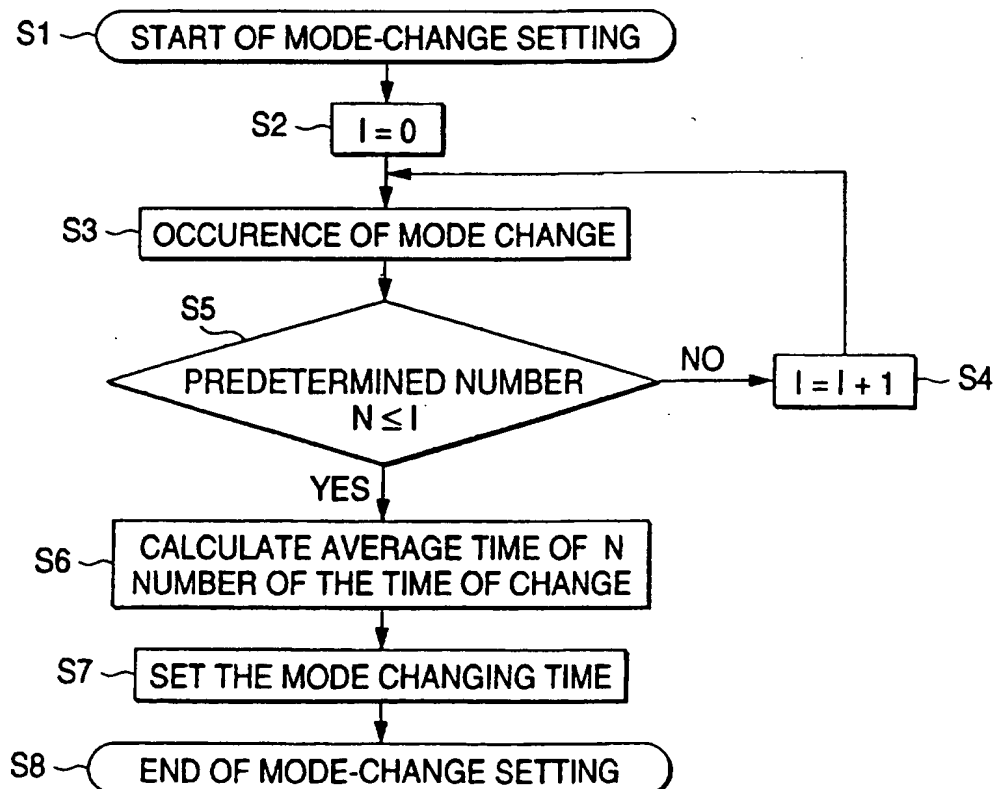 S1
START OF MODE-CHANGE SETTING
S2
I = 0
S3
OCCURENCE OF MODE CHANGE
S5
PREDETERMINED NUMBER
N ≤ I
NO
I = I + 1
S4
YES
S6
CALCULATE AVERAGE TIME OF N
NUMBER OF THE TIME OF CHANGE
S7
SET THE MODE CHANGING TIME
S8
END OF MODE-CHANGE SETTING